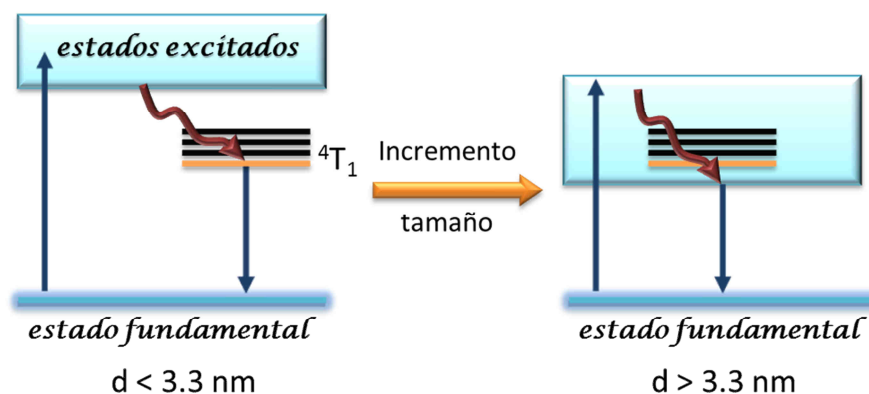 estados excitados
⁴T₁
estado fundamental
d < 3.3 nm
Incremento
tamaño
estado fundamental
d > 3.3 nm